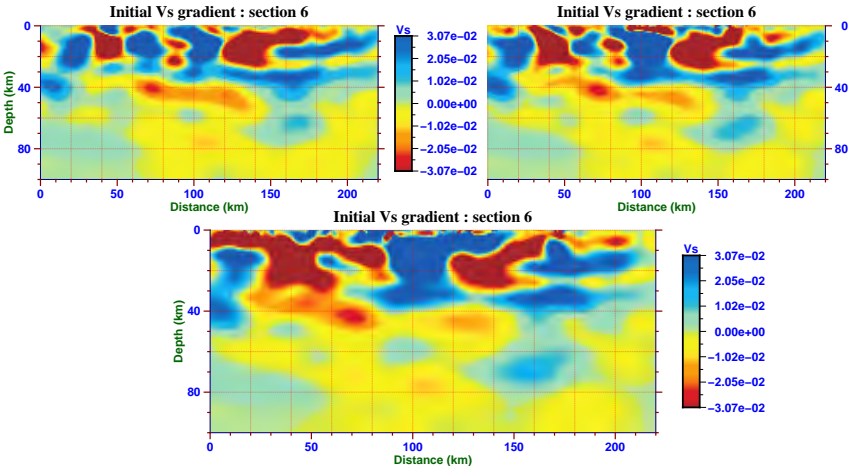 Initial Vs gradient : section 6
0
40
80
Depth (km)
0 50 100 150 200
Distance (km)
Vs
3.07e−02
2.05e−02
1.02e−02
0.00e+00
−1.02e−02
−2.05e−02
−3.07e−02
Initial Vs gradient : section 6
0
40
80
0 50 100 150 200
Distance (km)
Initial Vs gradient : section 6
0
40
80
Depth (km)
0 50 100 150 200
Distance (km)
Vs
3.07e−02
2.05e−02
1.02e−02
0.00e+00
−1.02e−02
−2.05e−02
−3.07e−02